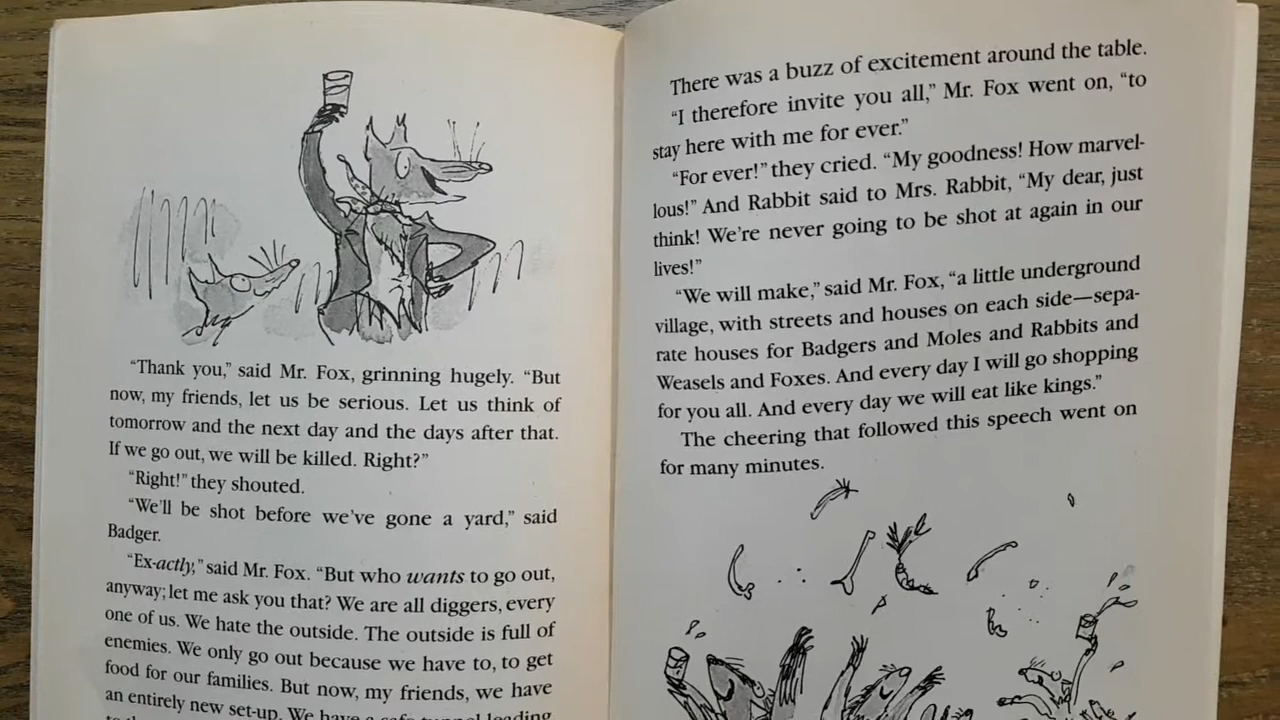 “Thank you,” said Mr. Fox, grinning hugely. “But
now, my friends, let us be serious. Let us think of
tomorrow and the next day and the days after that.
If we go out, we will be killed. Right?”
“Right!” they shouted.
“We'll be shot before we've gone a yard,” said
Badger.
“Ex-actly,” said Mr. Fox. “But who wants to go out,
anyway; let me ask you that? We are all diggers, every
one of us. We hate the outside. The outside is full of
enemies. We only go out because we have to, to get
food for our families. But now, my friends, we have
an entirely new set-up. We have a safe tunnel leading
There was a buzz of excitement around the table.
“I therefore invite you all,” Mr. Fox went on, “to
stay here with me for ever.”
“For ever!” they cried. “My goodness! How marvel-
lous!” And Rabbit said to Mrs. Rabbit, “My dear, just
think! We're never going to be shot at again in our
lives!”
“We will make,” said Mr. Fox, “a little underground
village, with streets and houses on each side—sepa-
rate houses for Badgers and Moles and Rabbits and
Weasels and Foxes. And every day I will go shopping
for you all. And every day we will eat like kings.”
The cheering that followed this speech went on
for many minutes.